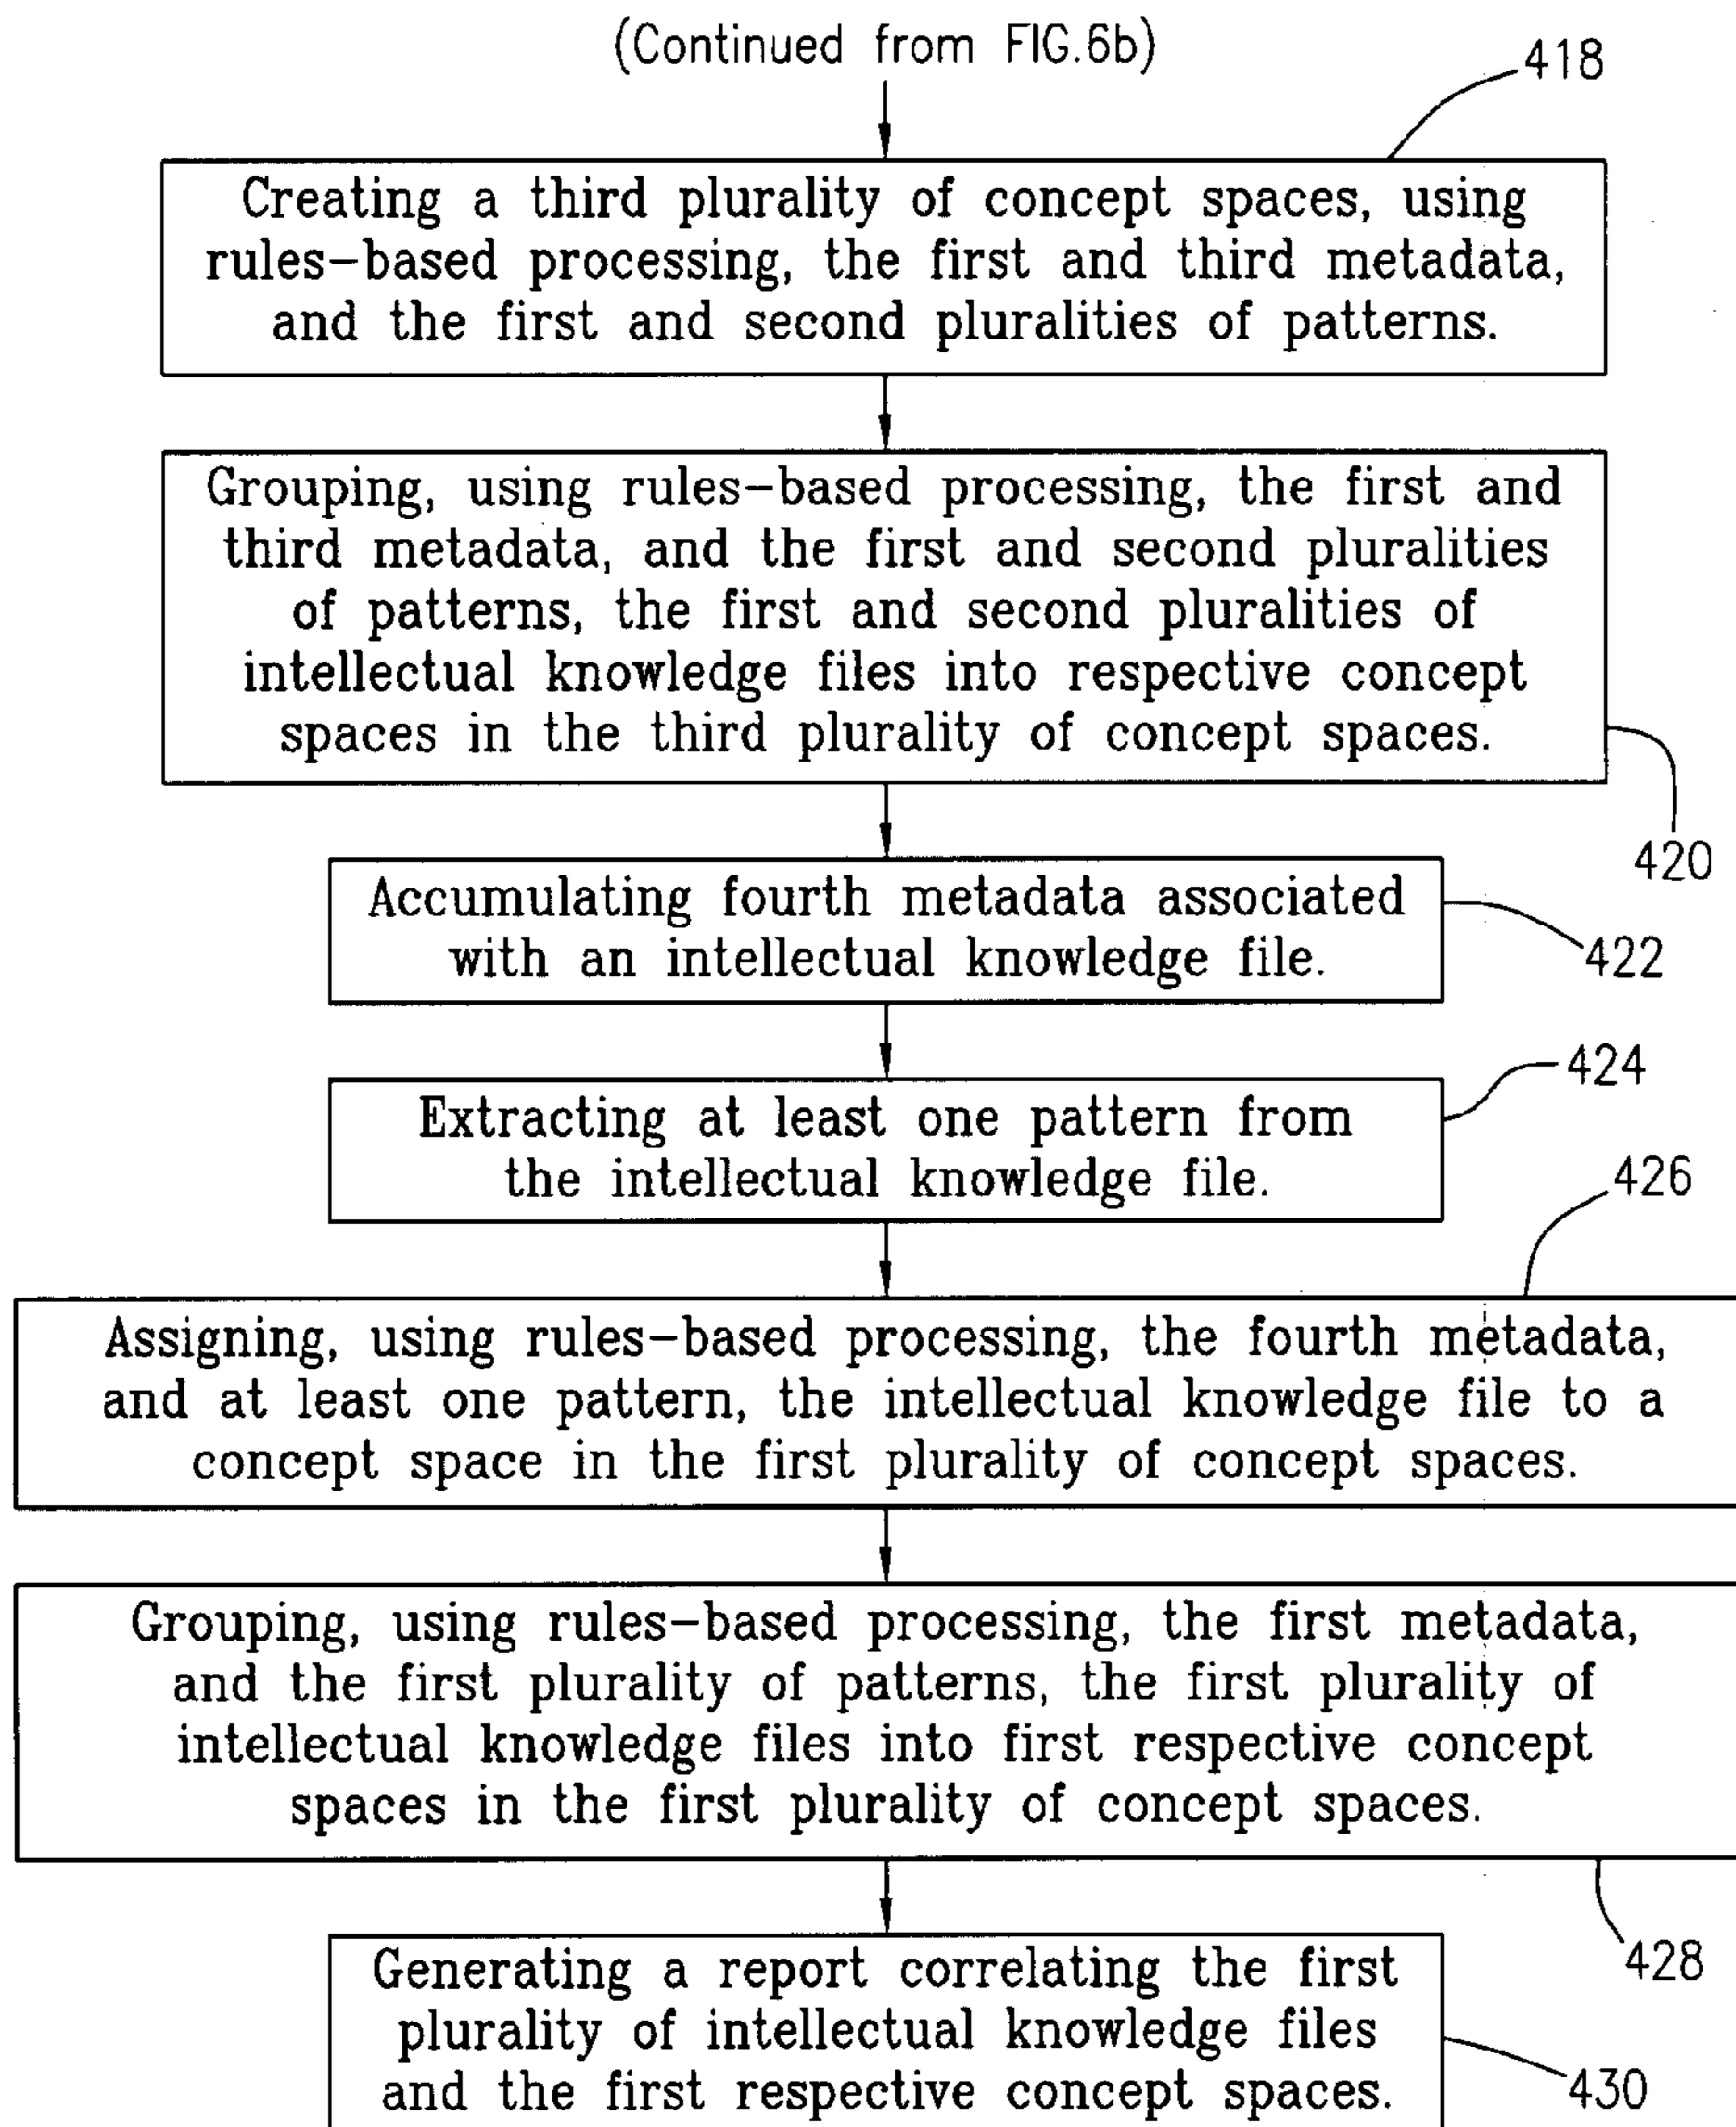 (Continued from FIG.6b)
418
Creating a third plurality of concept spaces, using
rules-based processing, the first and third metadata,
and the first and second pluralities of patterns.
Grouping, using rules-based processing, the first and
third metadata, and the first and second pluralities
of patterns, the first and second pluralities of
intellectual knowledge files into respective concept
spaces in the third plurality of concept spaces.
420
Accumulating fourth metadata associated
with an intellectual knowledge file.
422
424
Extracting at least one pattern from
the intellectual knowledge file.
426
Assigning, using rules-based processing, the fourth metadata,
and at least one pattern, the intellectual knowledge file to a
concept space in the first plurality of concept spaces.
Grouping, using rules-based processing, the first metadata,
and the first plurality of patterns, the first plurality of
intellectual knowledge files into first respective concept
spaces in the first plurality of concept spaces.
428
Generating a report correlating the first
plurality of intellectual knowledge files
and the first respective concept spaces.
430